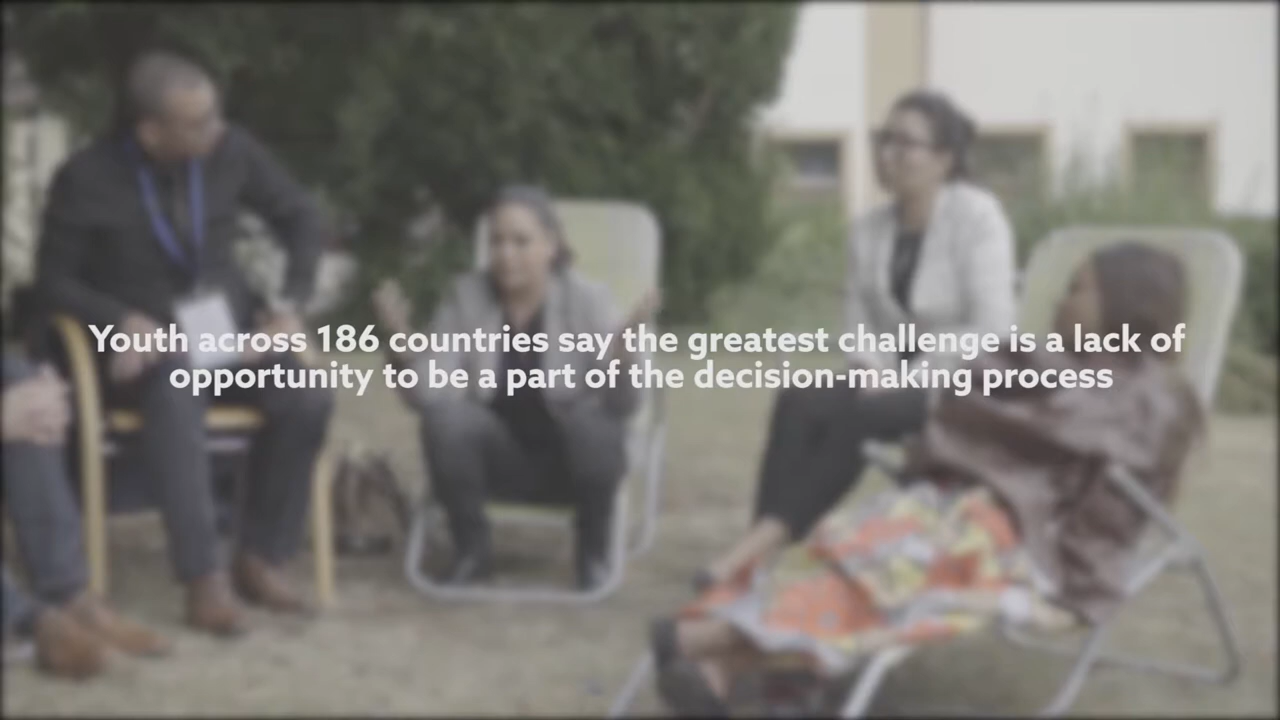 Youth across 186 countries say the greatest challenge is a lack of
opportunity to be a part of the decision-making process